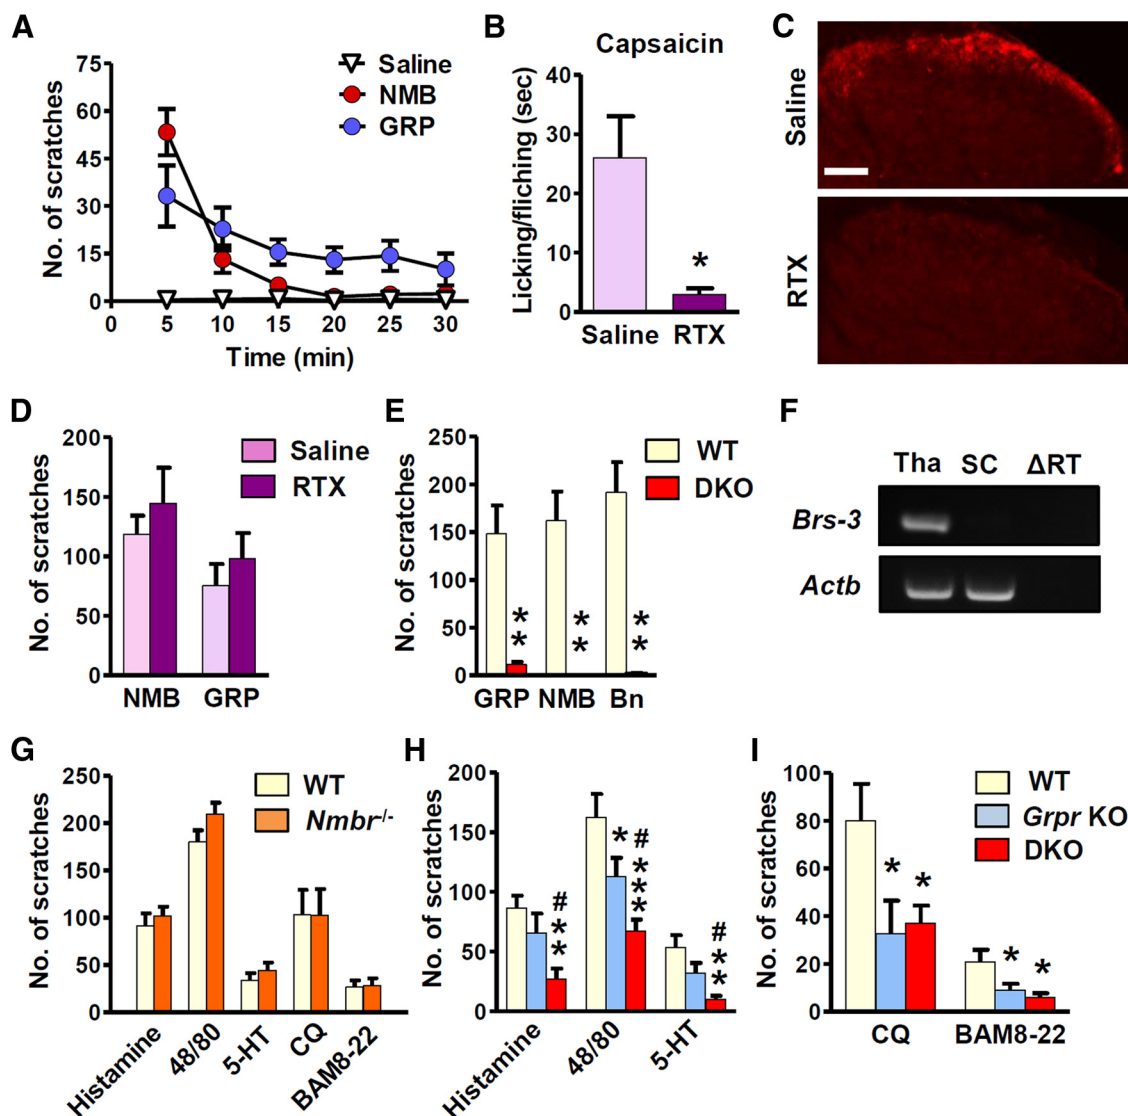 A
No. of scratches
75
60
45
30
15
0
0 5 10 15 20 25 30
Time (min)
Saline
NMB
GRP
B
Capsaicin
Licking/fliching (sec)
40
30
20
10
0
*
Saline RTX
C
Saline
RTX
D
No. of scratches
200
150
100
50
0
Saline
RTX
NMB GRP
E
No. of scratches
250
200
150
100
50
0
WT
DKO
** ** **
GRP NMB Bn
F
Tha SC ΔRT
Brs-3
Actb
G
No. of scratches
250
200
150
100
50
0
WT
Nmbr-/-
Histamine
48/80
5-HT
CQ
BAM8-22
H
No. of scratches
200
150
100
50
0
#** * #*** #**
Histamine
48/80
5-HT
I
No. of scratches
100
80
60
40
20
0
WT
Grpr KO
DKO
* * * *
CQ BAM8-22